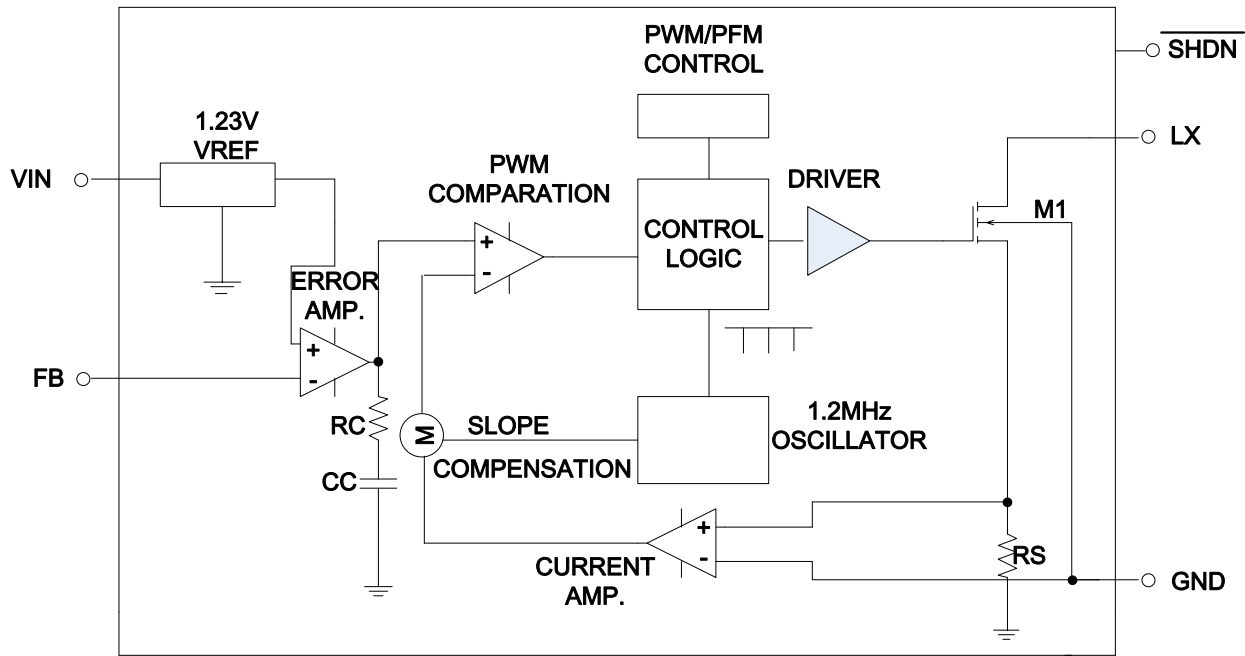 PWM/PFM
CONTROL
SHDN
1.23V
VREF
LX
VIN
PWM
COMPARATION
DRIVER
M1
+
-
CONTROL
LOGIC
ERROR
AMP.
+
-
FB
RC
M
SLOPE
COMPENSATION
1.2MHz
OSCILLATOR
CC
+
-
CURRENT
AMP.
RS
GND